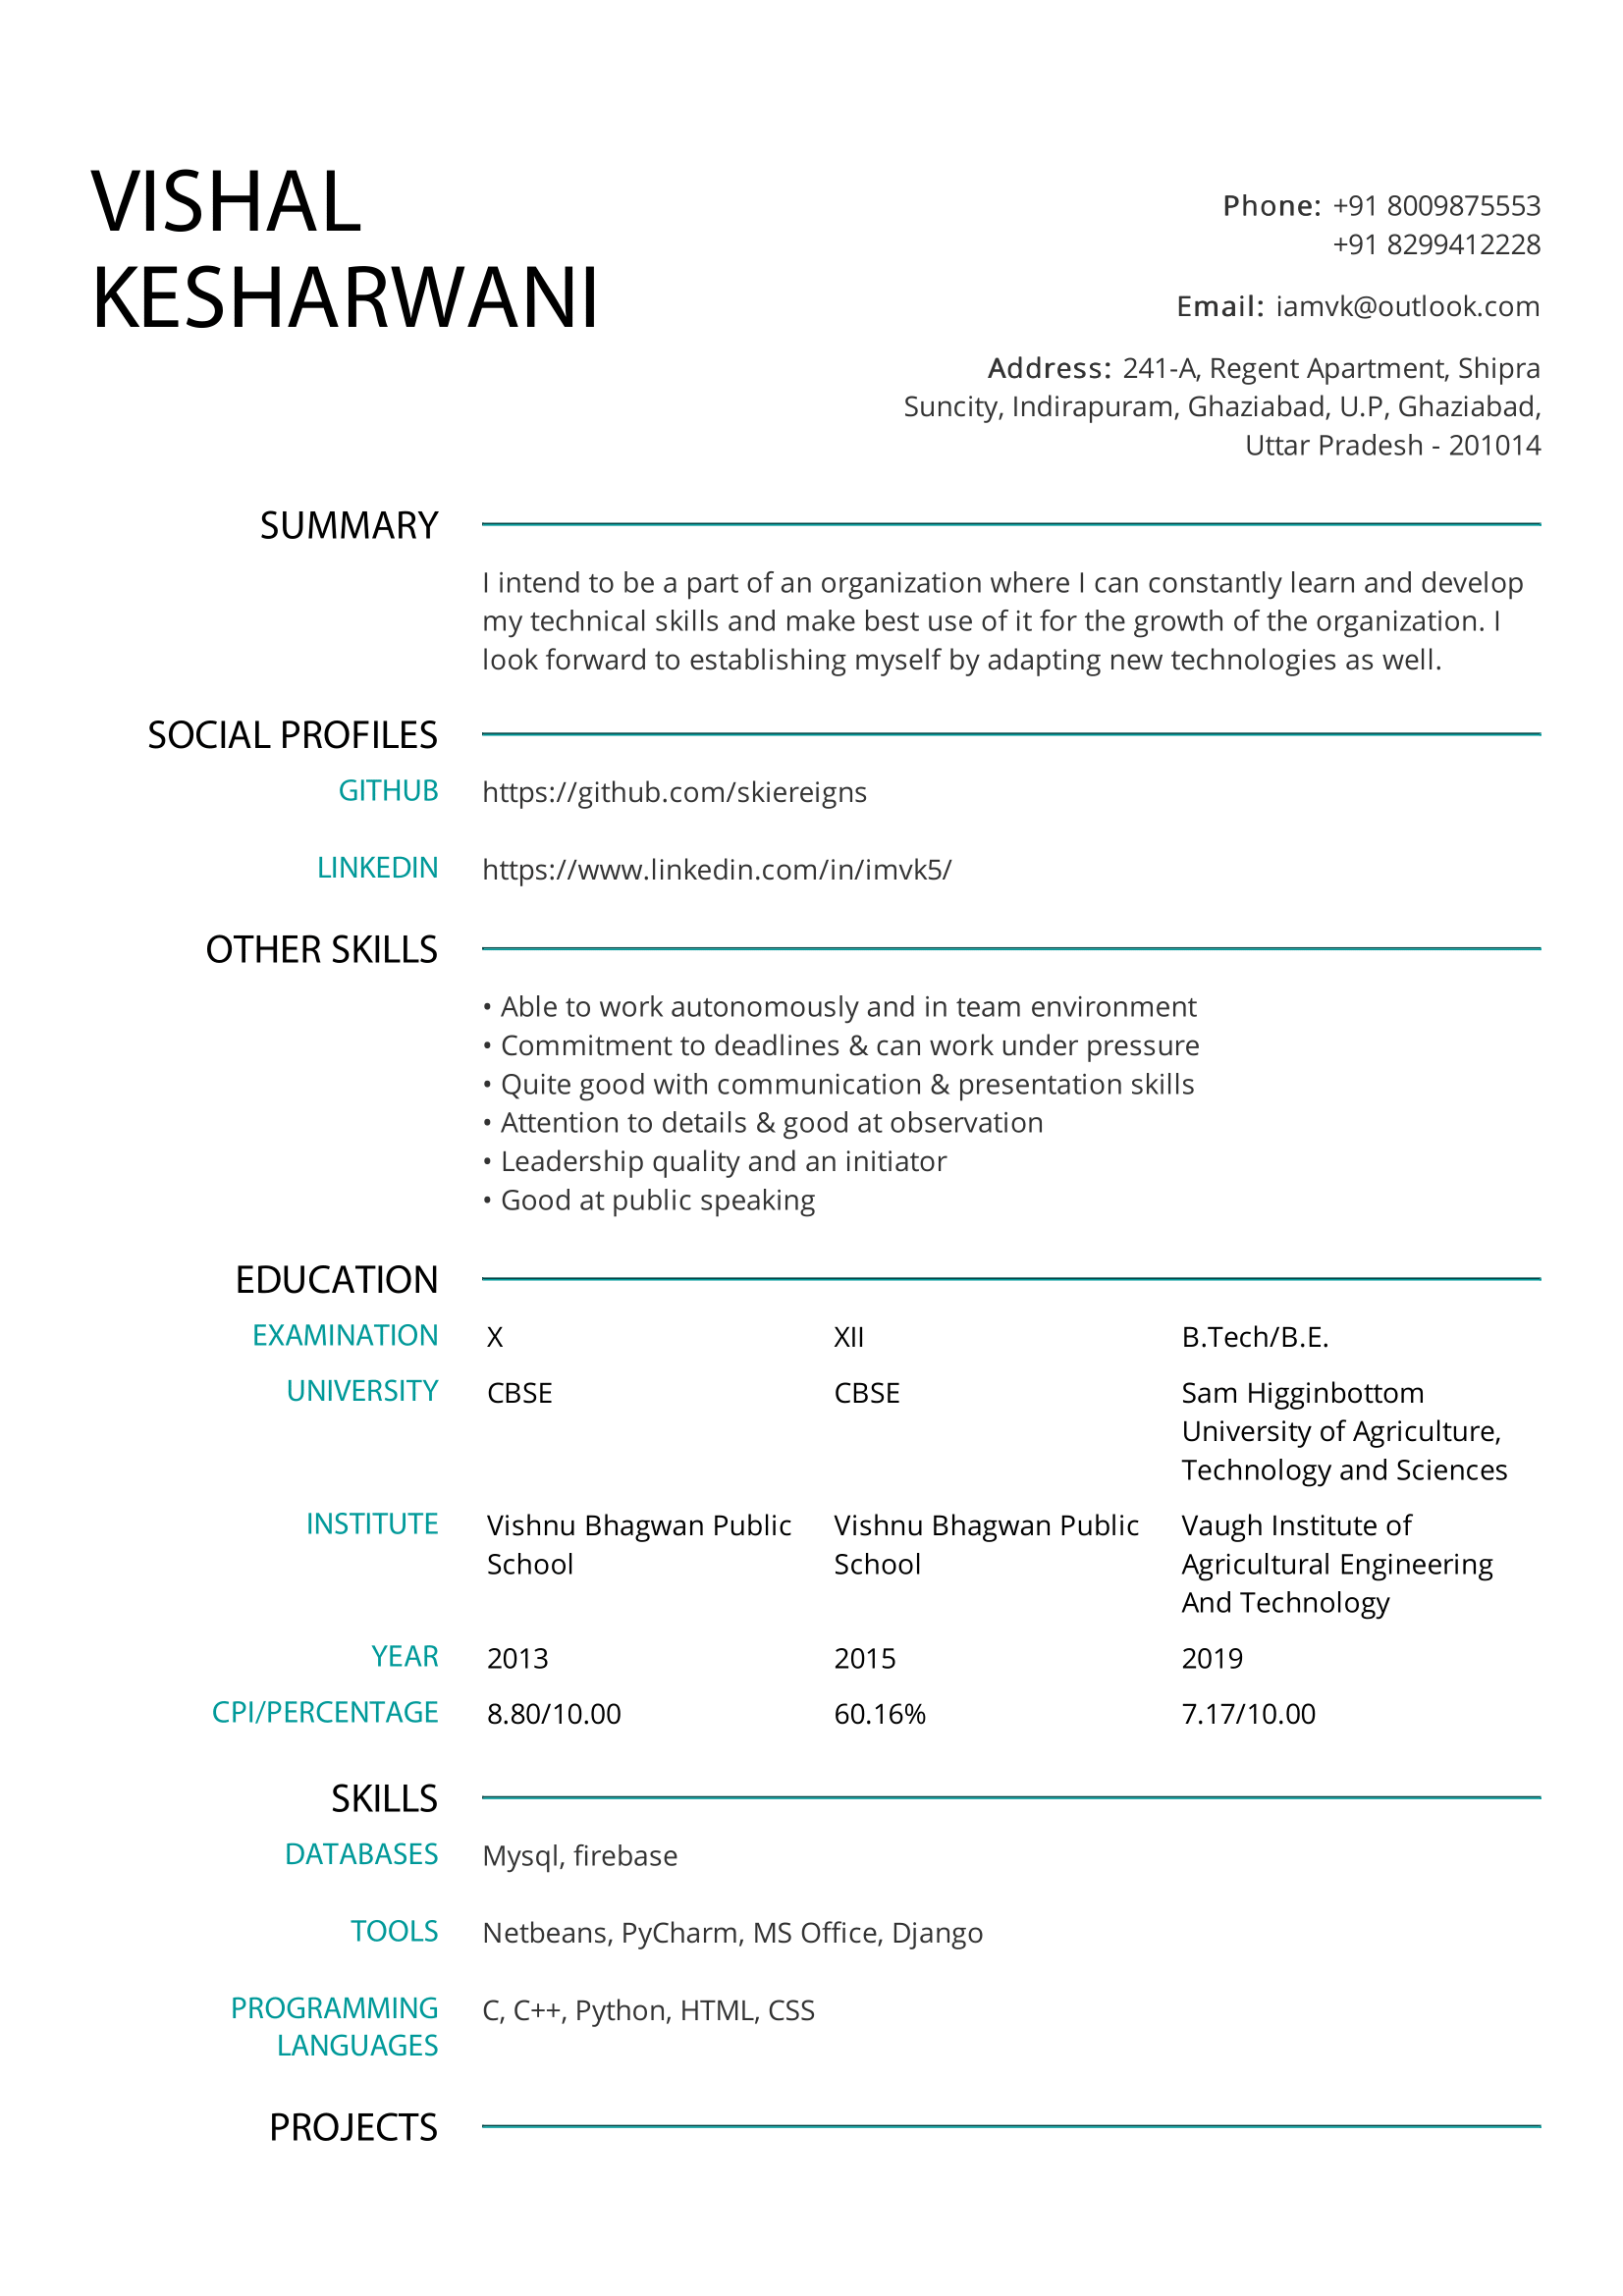 VISHAL
KESHARWANI
Phone: +91 8009875553
+91 8299412228
Email: iamvk@outlook.com
Address: 241-A, Regent Apartment, Shipra
Suncity, Indirapuram, Ghaziabad, U.P, Ghaziabad,
Uttar Pradesh - 201014
SUMMARY
I intend to be a part of an organization where I can constantly learn and develop
my technical skills and make best use of it for the growth of the organization. I
look forward to establishing myself by adapting new technologies as well.
SOCIAL PROFILES
GITHUB https://github.com/skiereigns
LINKEDIN https://www.linkedin.com/in/imvk5/
OTHER SKILLS
• Able to work autonomously and in team environment
• Commitment to deadlines & can work under pressure
• Quite good with communication & presentation skills
• Attention to details & good at observation
• Leadership quality and an initiator
• Good at public speaking
EDUCATION
EXAMINATION X XII B.Tech/B.E.
UNIVERSITY CBSE CBSE Sam Higginbottom
University of Agriculture,
Technology and Sciences
INSTITUTE Vishnu Bhagwan Public Vishnu Bhagwan Public Vaugh Institute of
School School Agricultural Engineering
And Technology
YEAR 2013 2015 2019
CPI/PERCENTAGE 8.80/10.00 60.16% 7.17/10.00
SKILLS
DATABASES Mysql, firebase
TOOLS Netbeans, PyCharm, MS Office, Django
PROGRAMMING C, C++, Python, HTML, CSS
LANGUAGES
PROJECTS